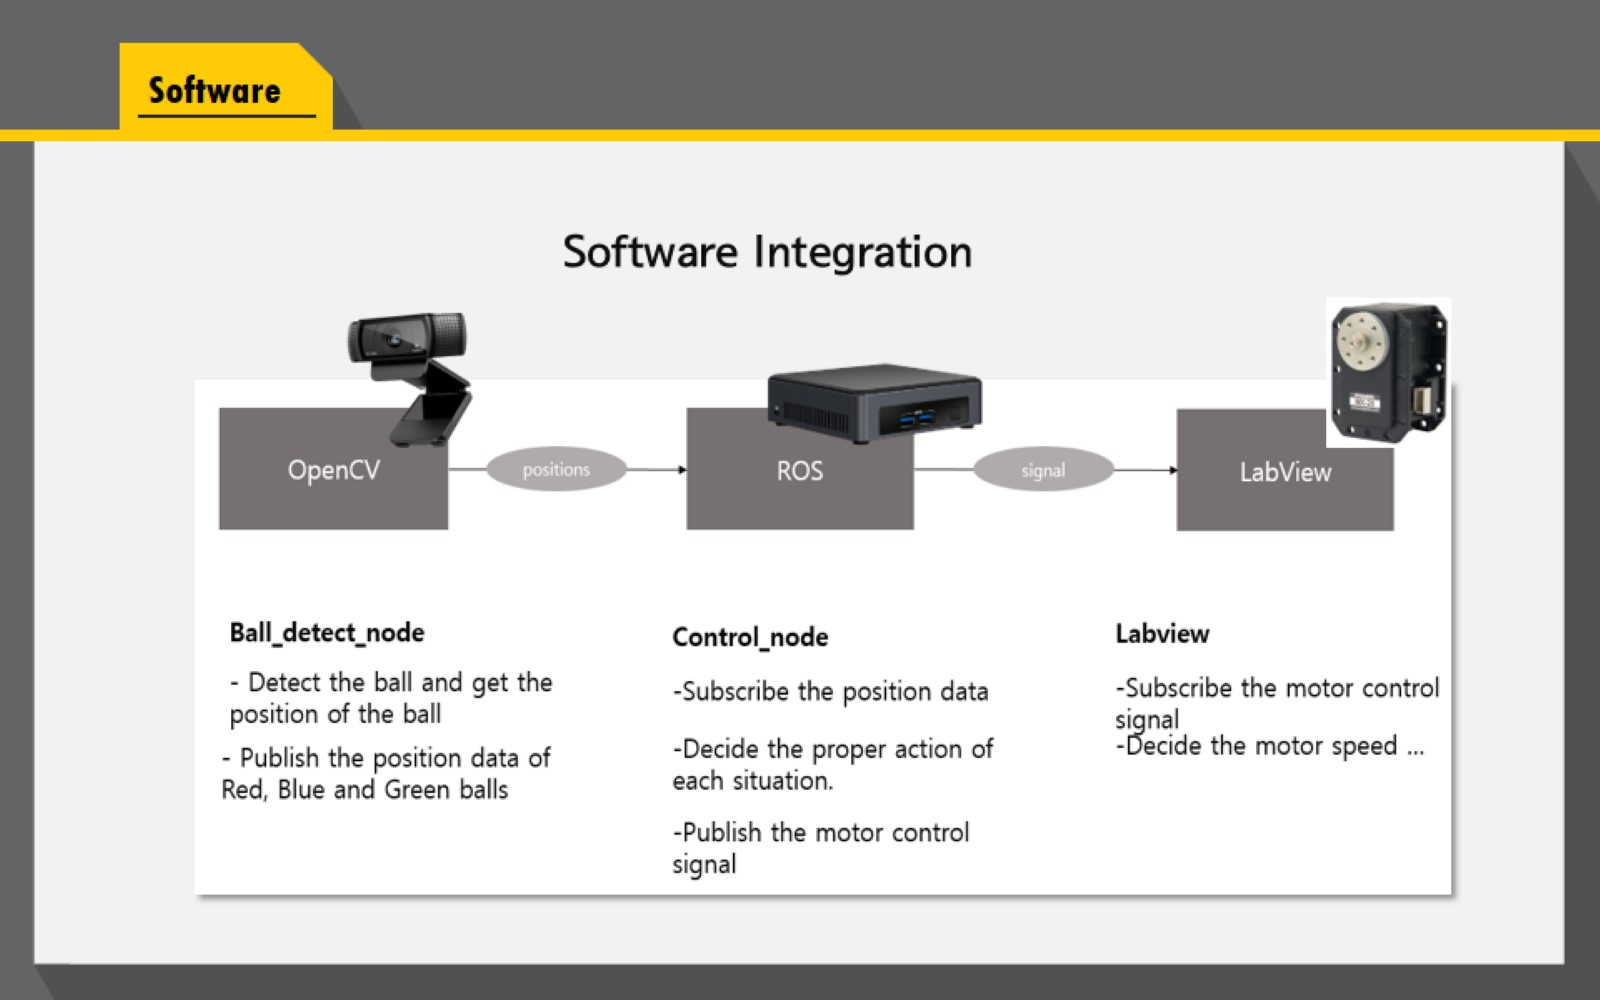 Software
Software Integration
OpenCV
positions
ROS
signal
LabView
Ball_detect_node
- Detect the ball and get the
position of the ball
- Publish the position data of
Red, Blue and Green balls
Control_node
-Subscribe the position data
-Decide the proper action of
each situation.
-Publish the motor control
signal
Labview
-Subscribe the motor control
signal
-Decide the motor speed ...